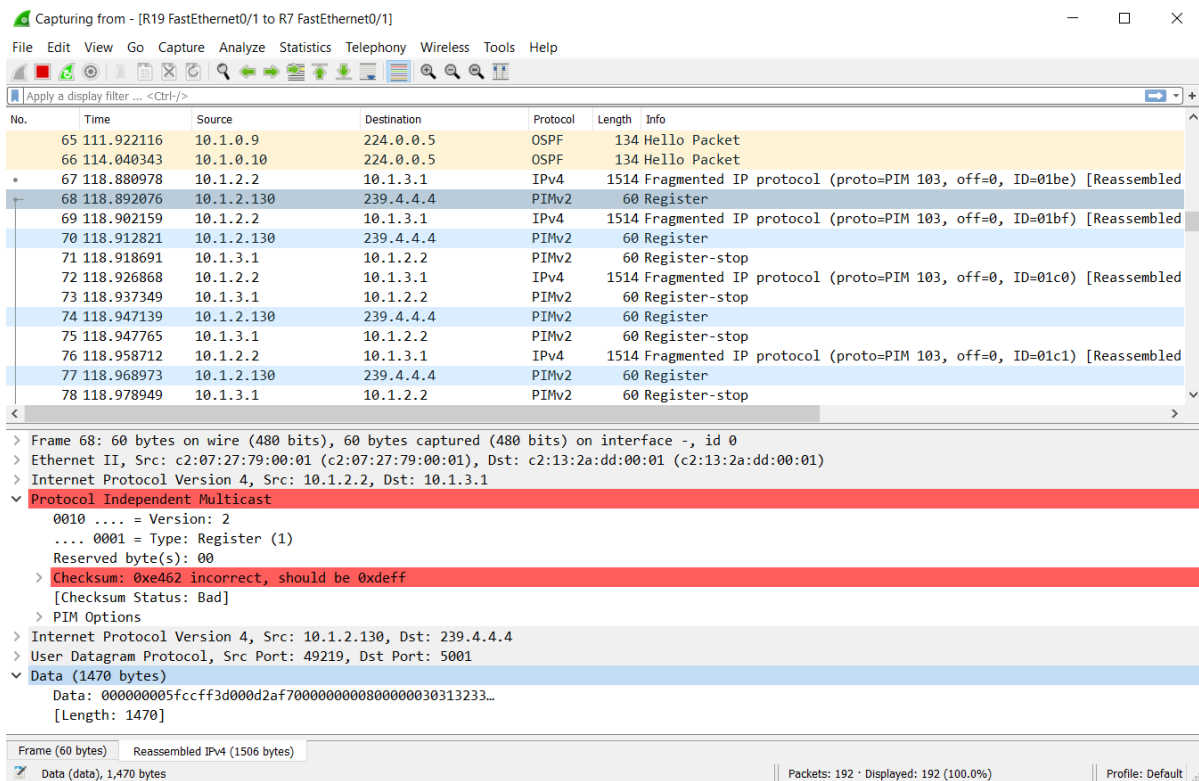 Capturing from - [R19 FastEthernet0/1 to R7 FastEthernet0/1]
File Edit View Go Capture Analyze Statistics Telephony Wireless Tools Help
Apply a display filter ... <Ctrl-/>
No. Time Source Destination Protocol Length Info
65 111.922116 10.1.0.9 224.0.0.5 OSPF 134 Hello Packet
66 114.040343 10.1.0.10 224.0.0.5 OSPF 134 Hello Packet
67 118.880978 10.1.2.2 10.1.3.1 IPv4 1514 Fragmented IP protocol (proto=PIM 103, off=0, ID=01be) [Reassembled
68 118.892076 10.1.2.130 239.4.4.4 PIMv2 60 Register
69 118.902159 10.1.2.2 10.1.3.1 IPv4 1514 Fragmented IP protocol (proto=PIM 103, off=0, ID=01bf) [Reassembled
70 118.912821 10.1.2.130 239.4.4.4 PIMv2 60 Register
71 118.918691 10.1.3.1 10.1.2.2 PIMv2 60 Register-stop
72 118.926868 10.1.2.2 10.1.3.1 IPv4 1514 Fragmented IP protocol (proto=PIM 103, off=0, ID=01c0) [Reassembled
73 118.937349 10.1.3.1 10.1.2.2 PIMv2 60 Register-stop
74 118.947139 10.1.2.130 239.4.4.4 PIMv2 60 Register
75 118.947765 10.1.3.1 10.1.2.2 PIMv2 60 Register-stop
76 118.958712 10.1.2.2 10.1.3.1 IPv4 1514 Fragmented IP protocol (proto=PIM 103, off=0, ID=01c1) [Reassembled
77 118.968973 10.1.2.130 239.4.4.4 PIMv2 60 Register
78 118.978949 10.1.3.1 10.1.2.2 PIMv2 60 Register-stop
Frame 68: 60 bytes on wire (480 bits), 60 bytes captured (480 bits) on interface -, id 0
Ethernet II, Src: c2:07:27:79:00:01 (c2:07:27:79:00:01), Dst: c2:13:2a:dd:00:01 (c2:13:2a:dd:00:01)
Internet Protocol Version 4, Src: 10.1.2.2, Dst: 10.1.3.1
Protocol Independent Multicast
0010 .... = Version: 2
.... 0001 = Type: Register (1)
Reserved byte(s): 00
Checksum: 0xe462 incorrect, should be 0xdeff
[Checksum Status: Bad]
PIM Options
Internet Protocol Version 4, Src: 10.1.2.130, Dst: 239.4.4.4
User Datagram Protocol, Src Port: 49219, Dst Port: 5001
Data (1470 bytes)
Data: 000000005fccff3d000d2af7000000000800000030313233…
[Length: 1470]
Frame (60 bytes) Reassembled IPv4 (1506 bytes)
Data (data), 1,470 bytes Packets: 192 · Displayed: 192 (100.0%) Profile: Default